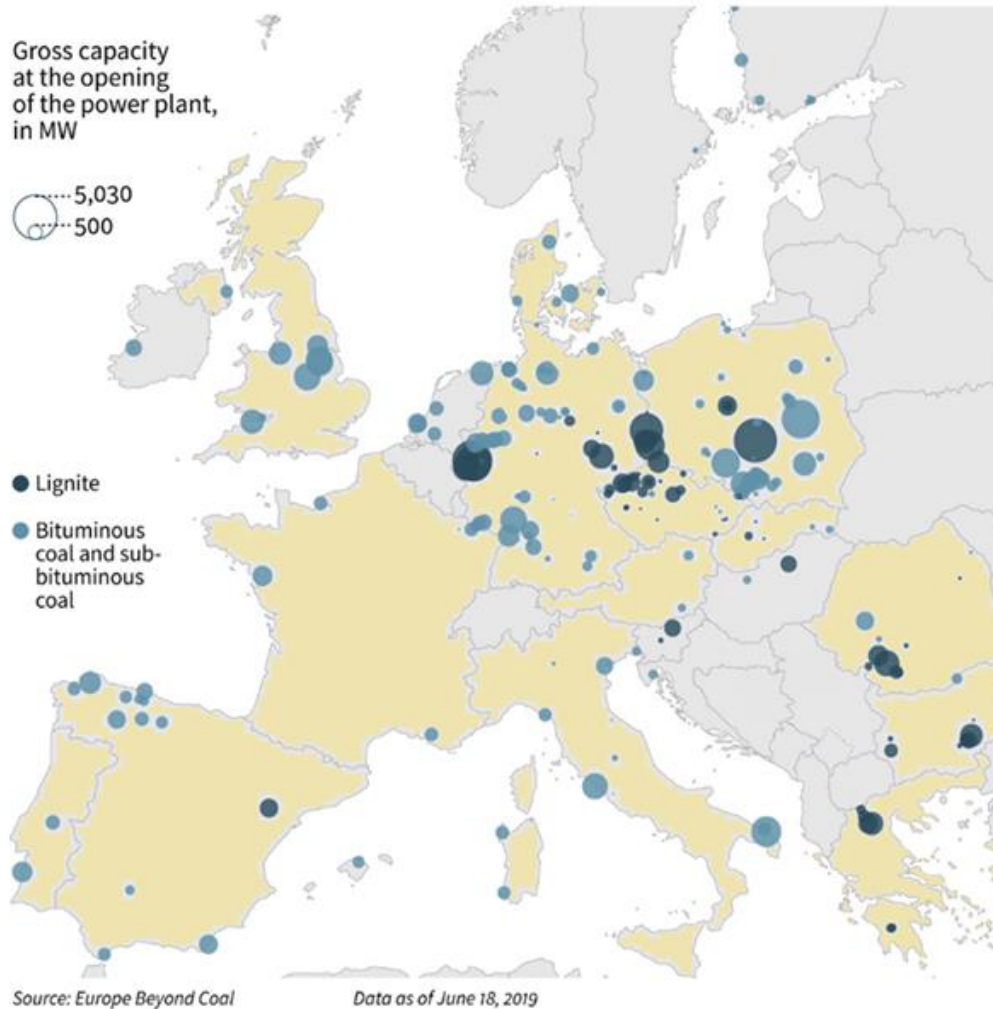 Gross capacity
at the opening
of the power plant,
in MW
5,030
500
Lignite
Bituminous
coal and sub-
bituminous
coal
Source: Europe Beyond Coal
Data as of June 18, 2019